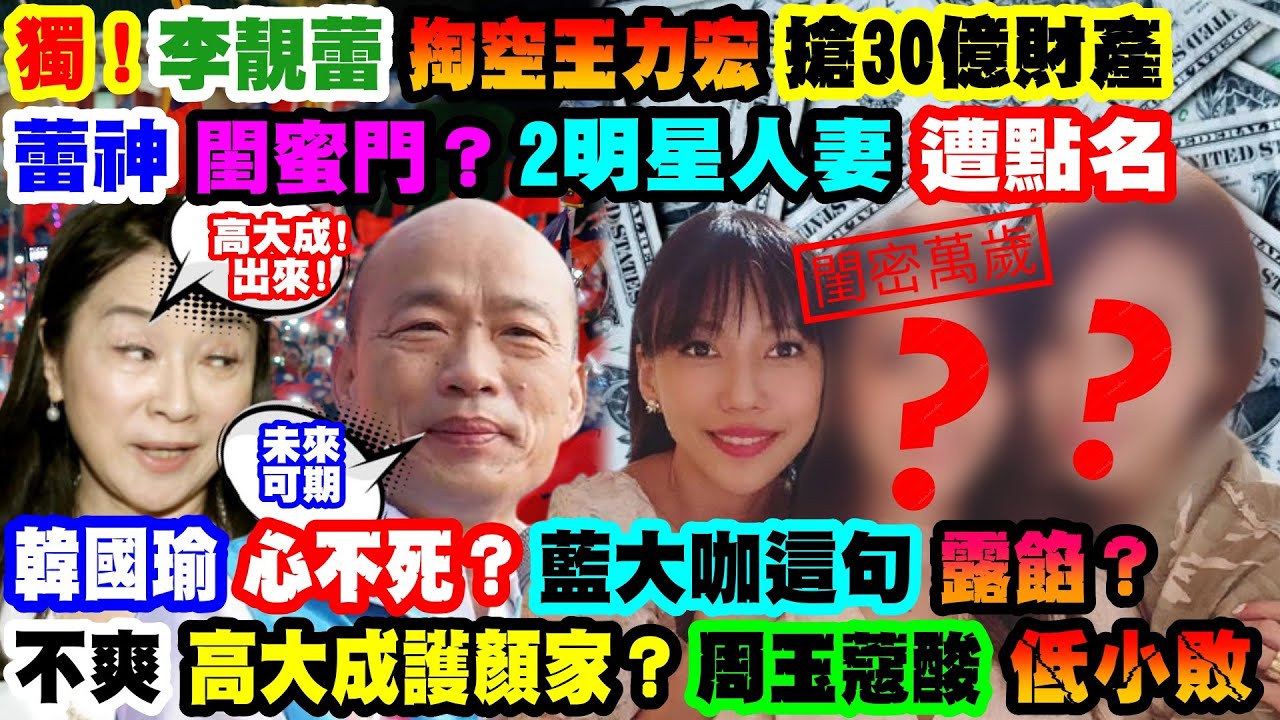 獨！李靚蕾 掏空王力宏 搶30億財產
蕾神 閨蜜門？2明星人妻 遭點名
高大成！
出來！
閨密萬歲
？？
未來
可期
韓國瑜 心不死？藍大咖這句 露餡？
不爽 高大成護顏家？周玉蔻酸 低小敗